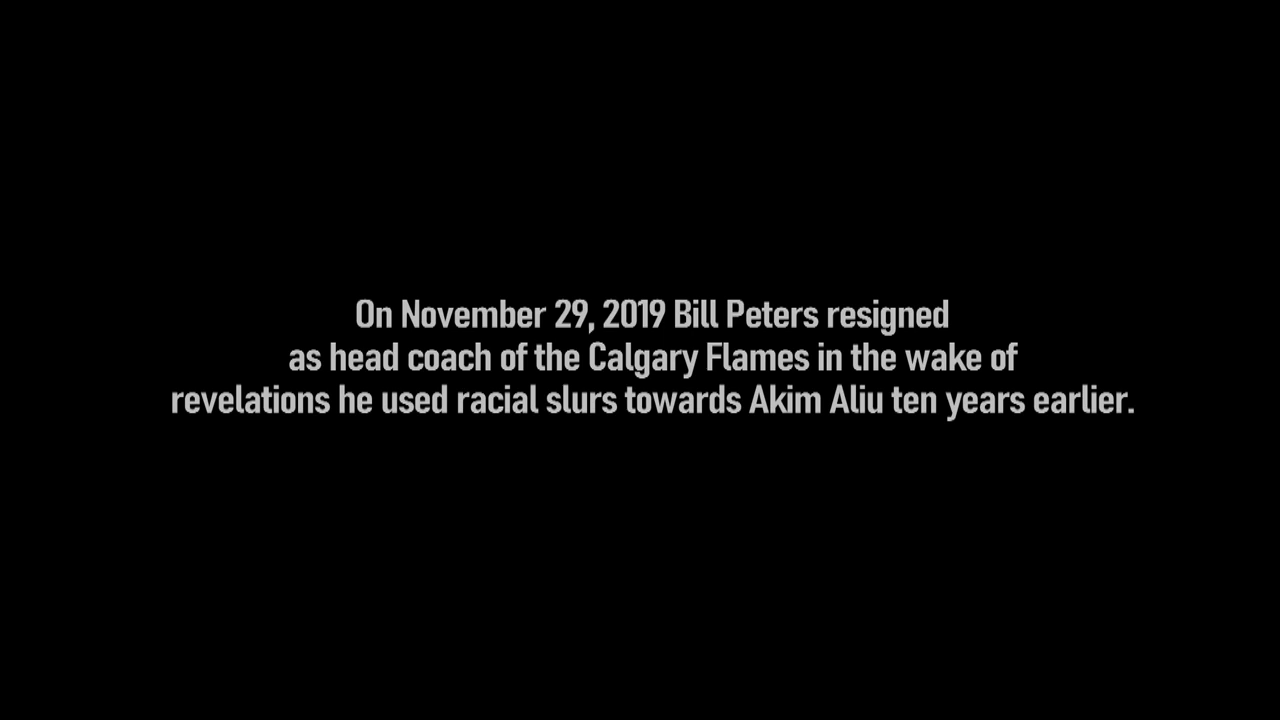 On November 29, 2019 Bill Peters resigned
as head coach of the Calgary Flames in the wake of
revelations he used racial slurs towards Akim Aliu ten years earlier.